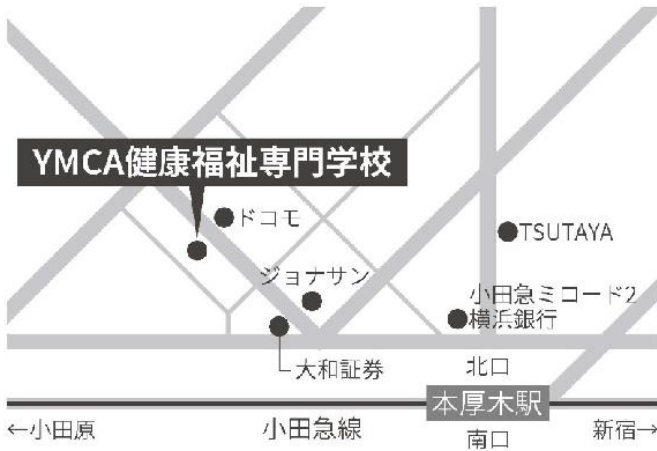 YMCA健康福祉専門学校
ドコモ
TSUTAYA
ジョナサン
小田急ミロード2
横浜銀行
大和証券
北口
本厚木駅
←小田原
小田急線
南口
新宿→